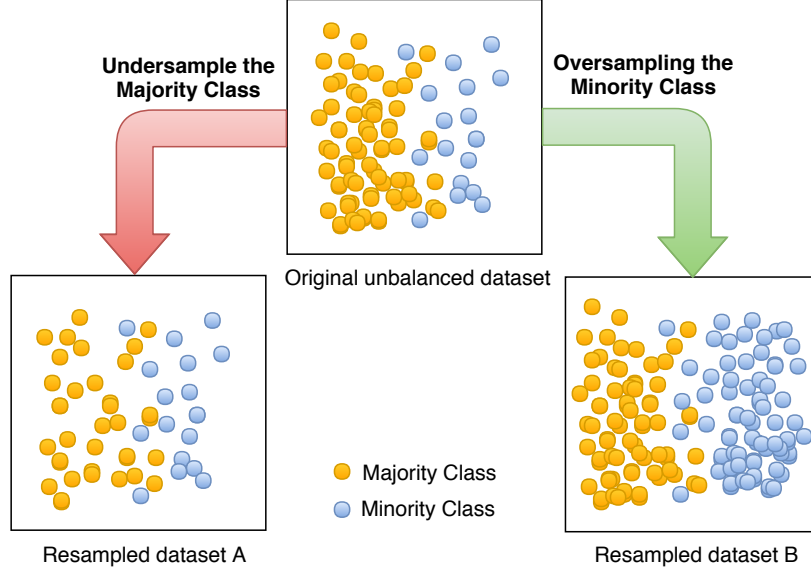 Undersample the
Majority Class
Oversampling the
Minority Class
Original unbalanced dataset
Majority Class
Minority Class
Resampled dataset A
Resampled dataset B